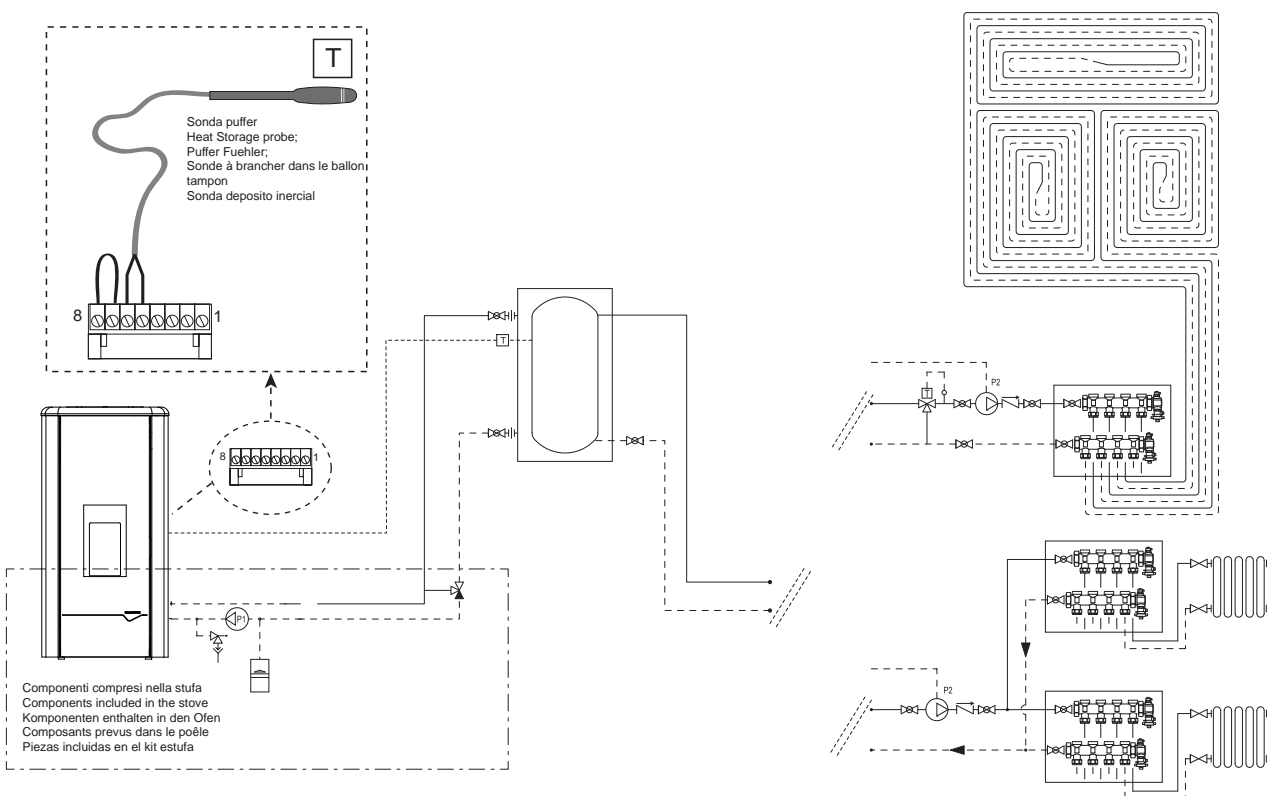 T
Sonda puffer
Heat Storage probe;
Puffer Fuehler;
Sonde à brancher dans le ballon
tampon
Sonda deposito inercial
8
1
T
T
P2
8
1
P1
P2
Componenti compresi nella stufa
Components included in the stove
Komponenten enthalten in den Ofen
Composants prevus dans le poêle
Piezas incluidas en el kit estufa